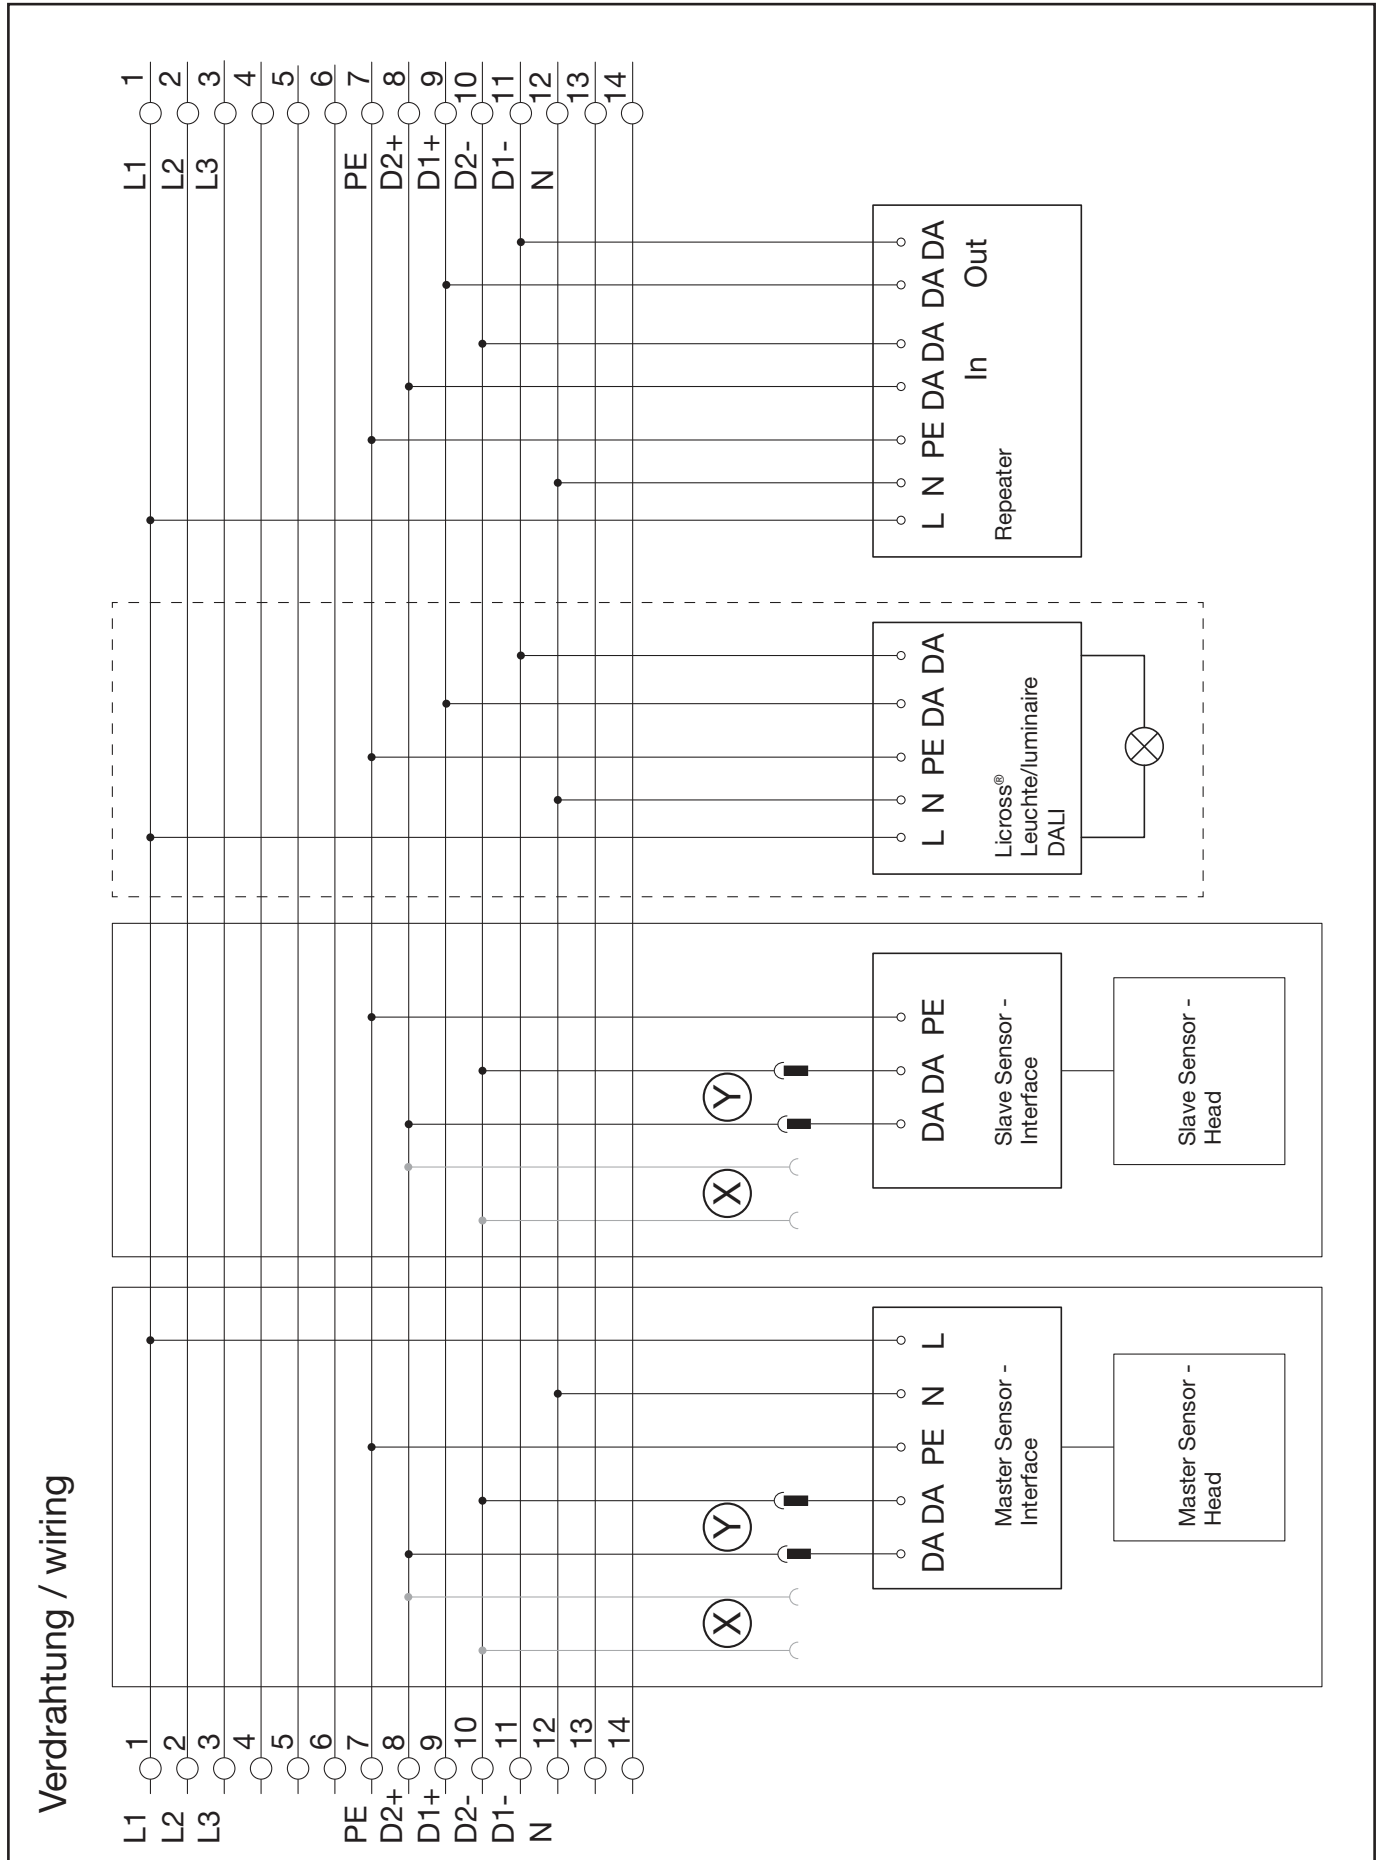 Verdrahtung / wiring
L1 1
L2 2
L3 3
4
5
6
PE 7
D2+ 8
D1+ 9
D2- 10
D1- 11
N 12
13
14
X
Y
DA DA PE N L
Master Sensor -
Interface
Master Sensor -
Head
X
Y
DA DA PE
Slave Sensor -
Interface
Slave Sensor -
Head
L N PE DA DA
Licross®
Leuchte/luminaire
DALI
L N PE DA DA DA DA
In Out
Repeater
L1 1
L2 2
L3 3
4
5
6
PE 7
D2+ 8
D1+ 9
D2- 10
D1- 11
N 12
13
14